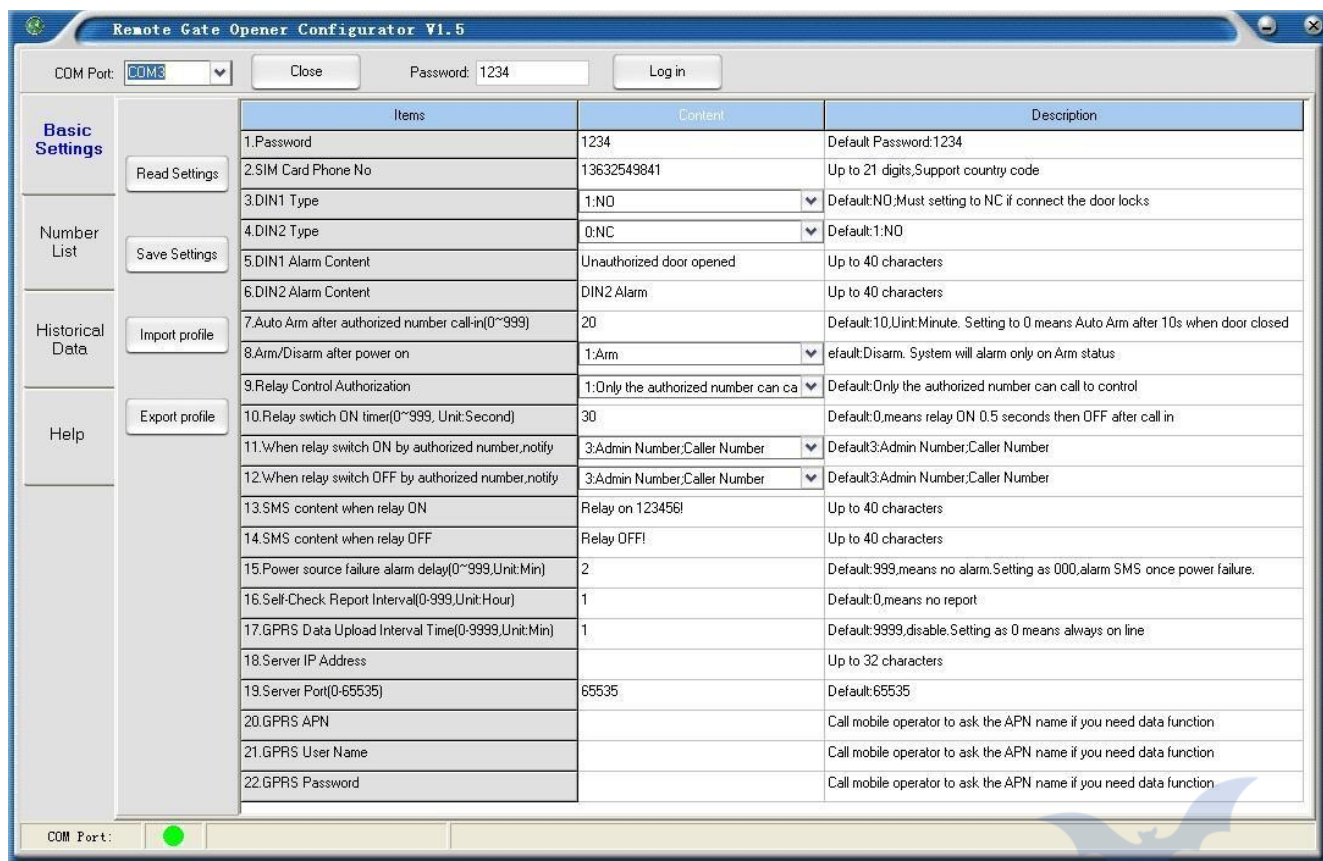 Remote Gate Opener Configurator V1.5
COM Port: COM3 Close Password: 1234 Log in
Basic Settings
Number List
Historical Data
Help
Read Settings
Save Settings
Import profile
Export profile
Items Content Description
1.Password 1234 Default Password:1234
2.SIM Card Phone No 13632549841 Up to 21 digits,Support country code
3.DIN1 Type 1:NO Default:NO;Must setting to NC if connect the door locks
4.DIN2 Type 0:NC Default:1:NO
5.DIN1 Alarm Content Unauthorized door opened Up to 40 characters
6.DIN2 Alarm Content DIN2 Alarm Up to 40 characters
7.Auto Arm after authorized number call-in(0~999) 20 Default:10,Uint:Minute. Setting to 0 means Auto Arm after 10s when door closed
8.Arm/Disarm after power on 1:Arm efault:Disarm. System will alarm only on Arm status
9.Relay Control Authorization 1:Only the authorized number can ca Default:Only the authorized number can call to control
10.Relay swtich ON timer(0~999, Unit:Second) 30 Default:0,means relay ON 0.5 seconds then OFF after call in
11.When relay switch ON by authorized number,notify 3:Admin Number;Caller Number Default3:Admin Number;Caller Number
12.When relay switch OFF by authorized number,notify 3:Admin Number;Caller Number Default3:Admin Number;Caller Number
13.SMS content when relay ON Relay on 123456! Up to 40 characters
14.SMS content when relay OFF Relay OFF! Up to 40 characters
15.Power source failure alarm delay(0~999,Unit:Min) 2 Default:999,means no alarm.Setting as 000,alarm SMS once power failure.
16.Self-Check Report Interval(0-999,Unit:Hour) 1 Default:0,means no report
17.GPRS Data Upload Interval Time(0-9999,Unit:Min) 1 Default:9999,disable.Setting as 0 means always on line
18.Server IP Address Up to 32 characters
19.Server Port(0-65535) 65535 Default:65535
20.GPRS APN Call mobile operator to ask the APN name if you need data function
21.GPRS User Name Call mobile operator to ask the APN name if you need data function
22.GPRS Password Call mobile operator to ask the APN name if you need data function
COM Port: